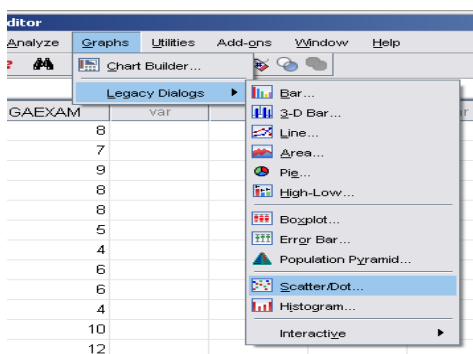 ditor
Analyze Graphs Utilities Add-ons Window Help
Chart Builder...
Legacy Dialogs
GAEXAM var
8
7
9
8
8
5
4
6
6
4
10
12
Bar...
3-D Bar...
Line...
Area...
Pie...
High-Low...
Boxplot...
Error Bar...
Population Pyramid...
Scatter/Dot...
Histogram...
Interactive